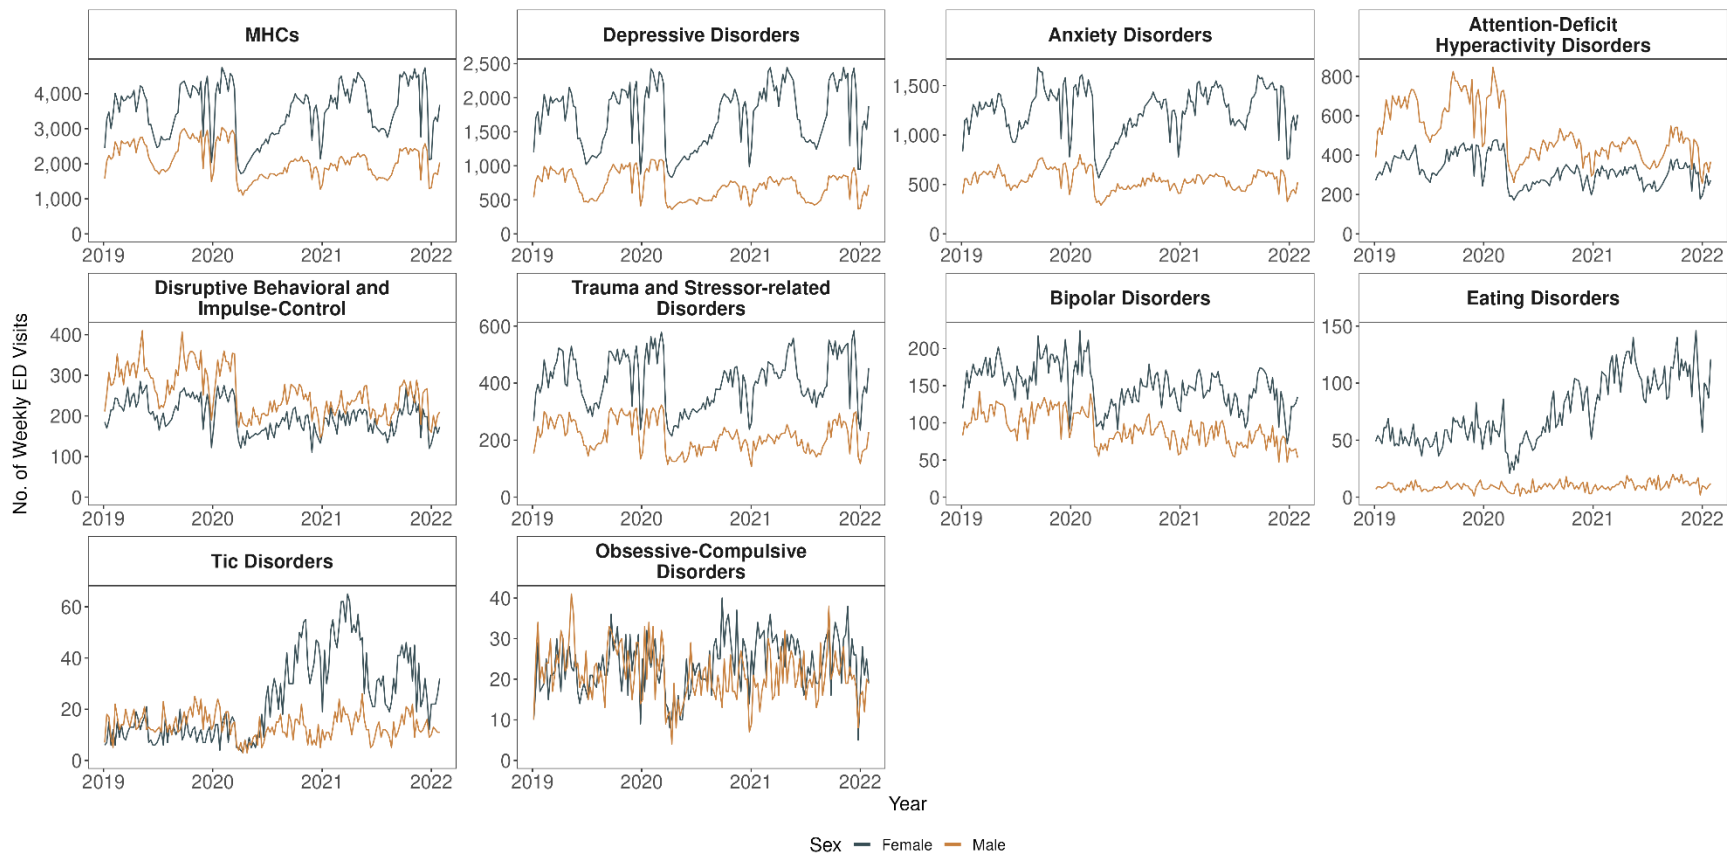 MHCs
Depressive Disorders
Anxiety Disorders
Attention-Deficit
Hyperactivity Disorders
4,000
3,000
2,000
1,000
0
2019 2020 2021 2022
2,500
2,000
1,500
1,000
500
0
2019 2020 2021 2022
1,500
1,000
500
0
2019 2020 2021 2022
800
600
400
200
0
2019 2020 2021 2022
No. of Weekly ED Visits
Disruptive Behavioral and
Impulse-Control
Trauma and Stressor-related
Disorders
Bipolar Disorders
Eating Disorders
400
300
200
100
0
2019 2020 2021 2022
600
400
200
0
2019 2020 2021 2022
200
150
100
50
0
2019 2020 2021 2022
150
100
50
0
2019 2020 2021 2022
Tic Disorders
Obsessive-Compulsive
Disorders
60
40
20
0
2019 2020 2021 2022
40
30
20
10
0
2019 2020 2021 2022
Year
Sex Female Male